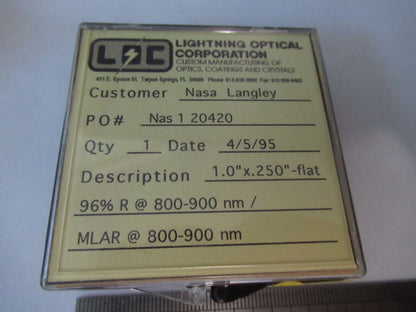 LOC LIGHTNING OPTICAL
CORPORATION
CUSTOM MANUFACTURING OF
OPTICS, COATINGS AND CRYSTALS
Customer Nasa Langley
PO# Nas 1 20420
Qty 1 Date 4/5/95
Description 1.0"x.250"-flat
96% R @ 800-900 nm /
MLAR @ 800-900 nm